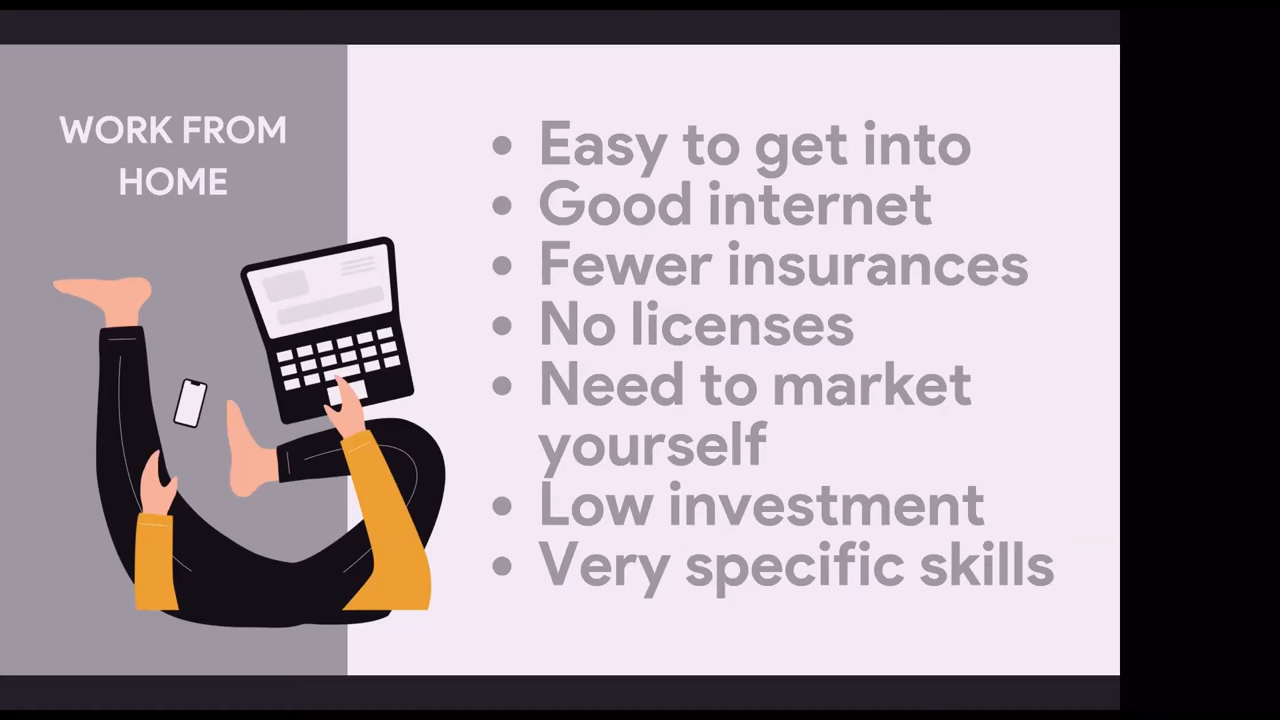 WORK FROM
HOME
• Easy to get into
• Good internet
• Fewer insurances
• No licenses
• Need to market
yourself
• Low investment
• Very specific skills